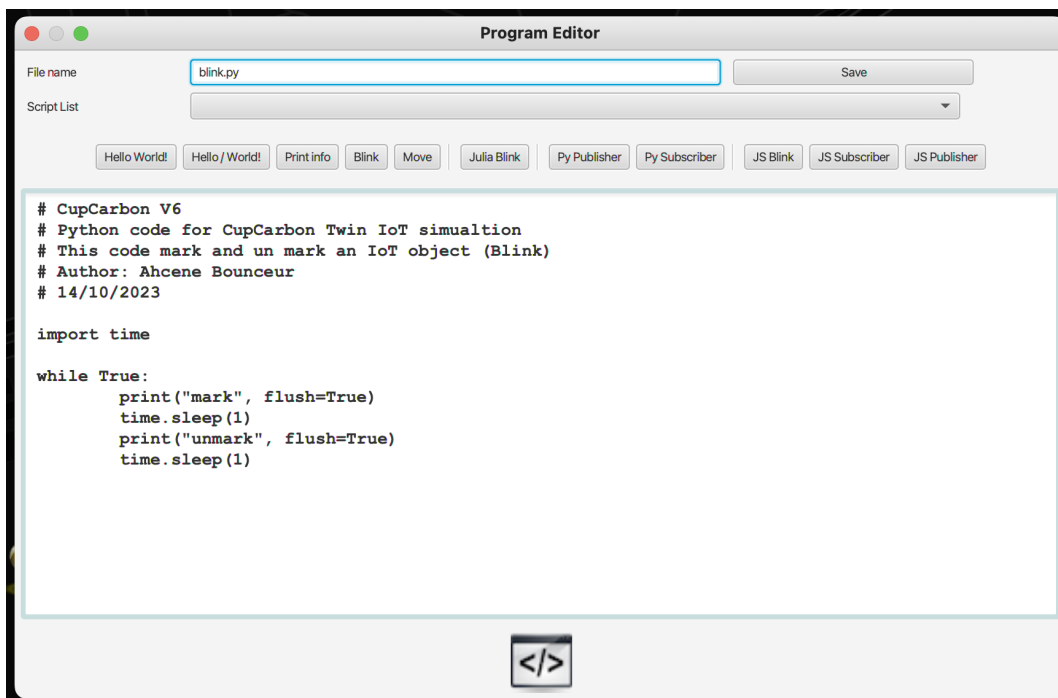 Program Editor
File name blink.py Save
Script List
Hello World! Hello / World! Print info Blink Move Julia Blink Py Publisher Py Subscriber JS Blink JS Subscriber JS Publisher
# CupCarbon V6
# Python code for CupCarbon Twin IoT simualtion
# This code mark and un mark an IoT object (Blink)
# Author: Ahcene Bounceur
# 14/10/2023
import time
while True:
        print("mark", flush=True)
        time.sleep(1)
        print("unmark", flush=True)
        time.sleep(1)
</>